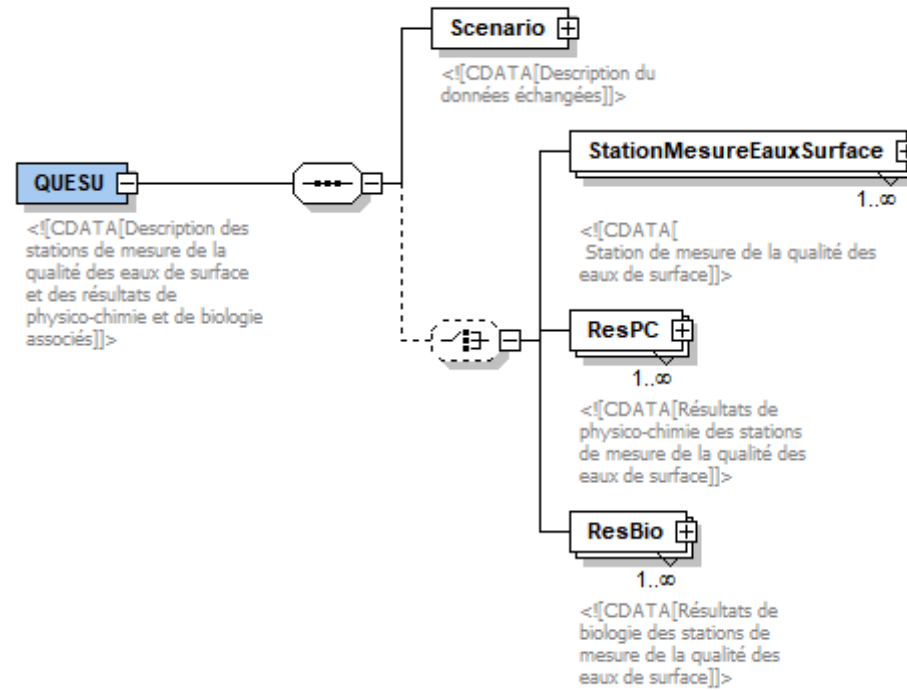 Scenario
<![CDATA[Description du
données échangées]]>
QUESU
<![CDATA[Description des
stations de mesure de la
qualité des eaux de surface
et des résultats de
physico-chimie et de biologie
associés]]>
StationMesureEauxSurface
1..∞
<![CDATA[
Station de mesure de la qualité des
eaux de surface]]>
ResPC
1..∞
<![CDATA[Résultats de
physico-chimie des stations
de mesure de la qualité des
eaux de surface]]>
ResBio
1..∞
<![CDATA[Résultats de
biologie des stations de
mesure de la qualité des
eaux de surface]]>